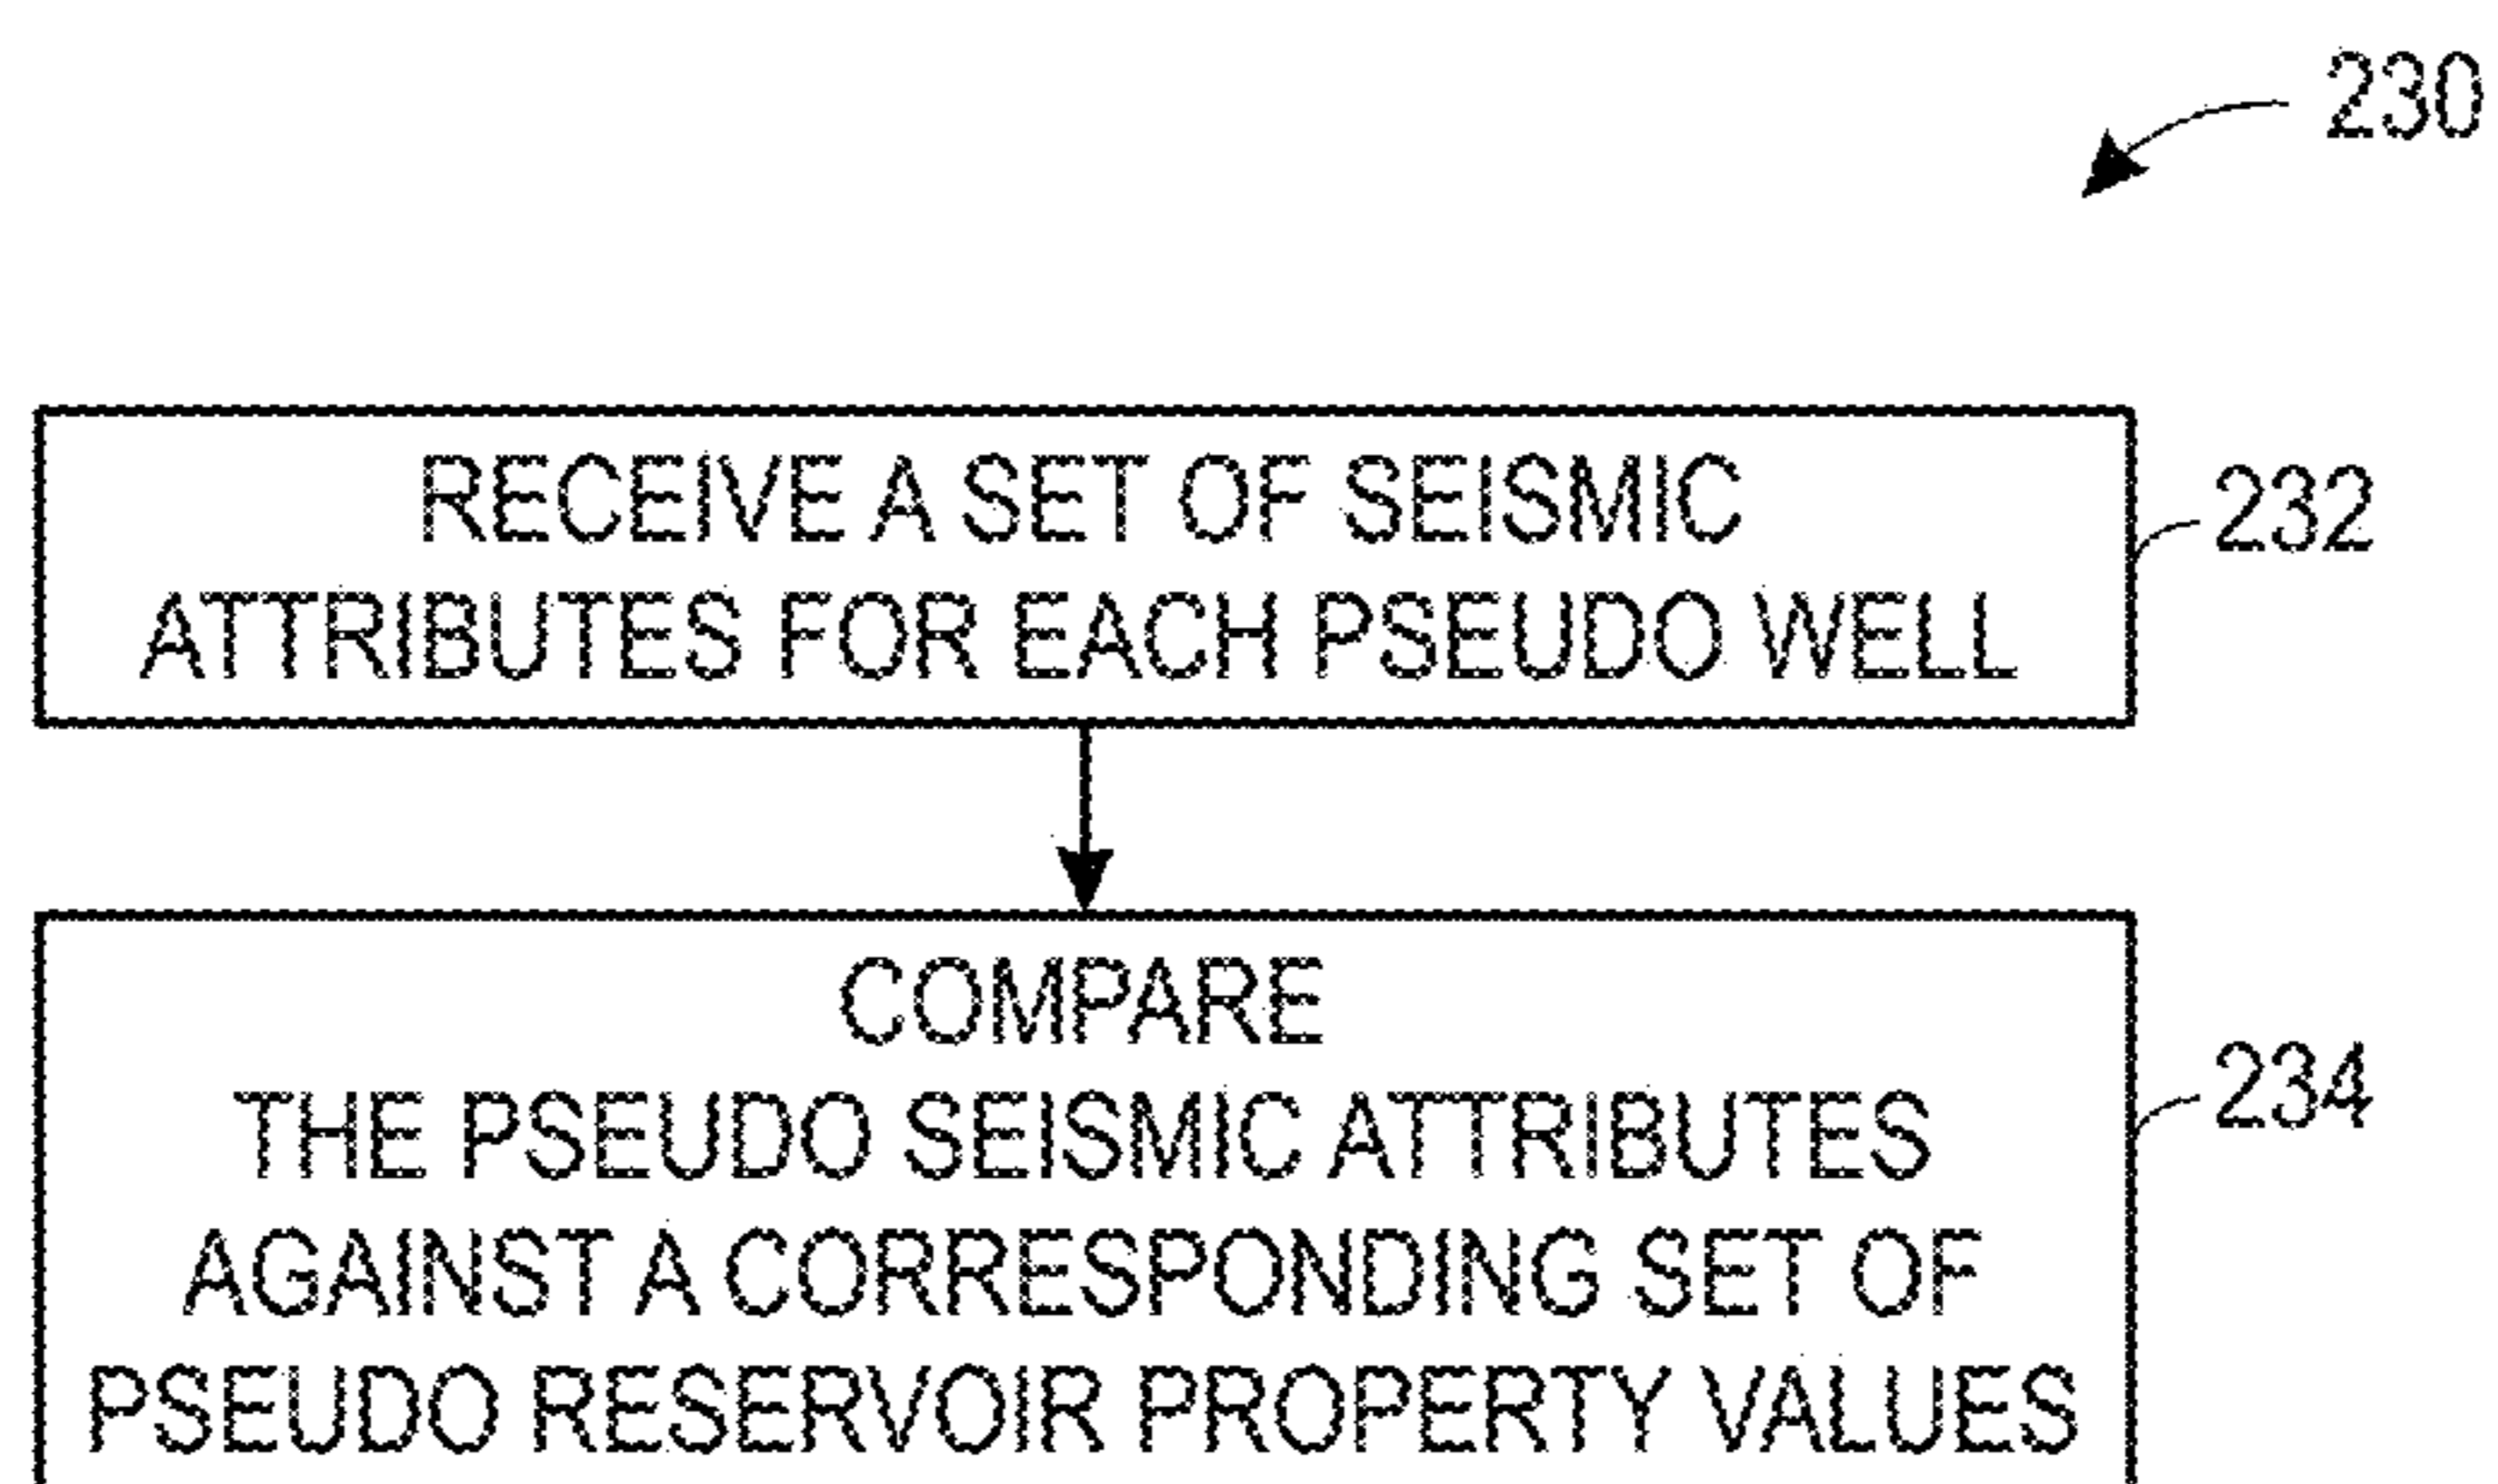 230
RECEIVE A SET OF SEISMIC
ATTRIBUTES FOR EACH PSEUDO WELL
232
COMPARE
THE PSEUDO SEISMIC ATTRIBUTES
AGAINST A CORRESPONDING SET OF
PSEUDO RESERVOIR PROPERTY VALUES
234